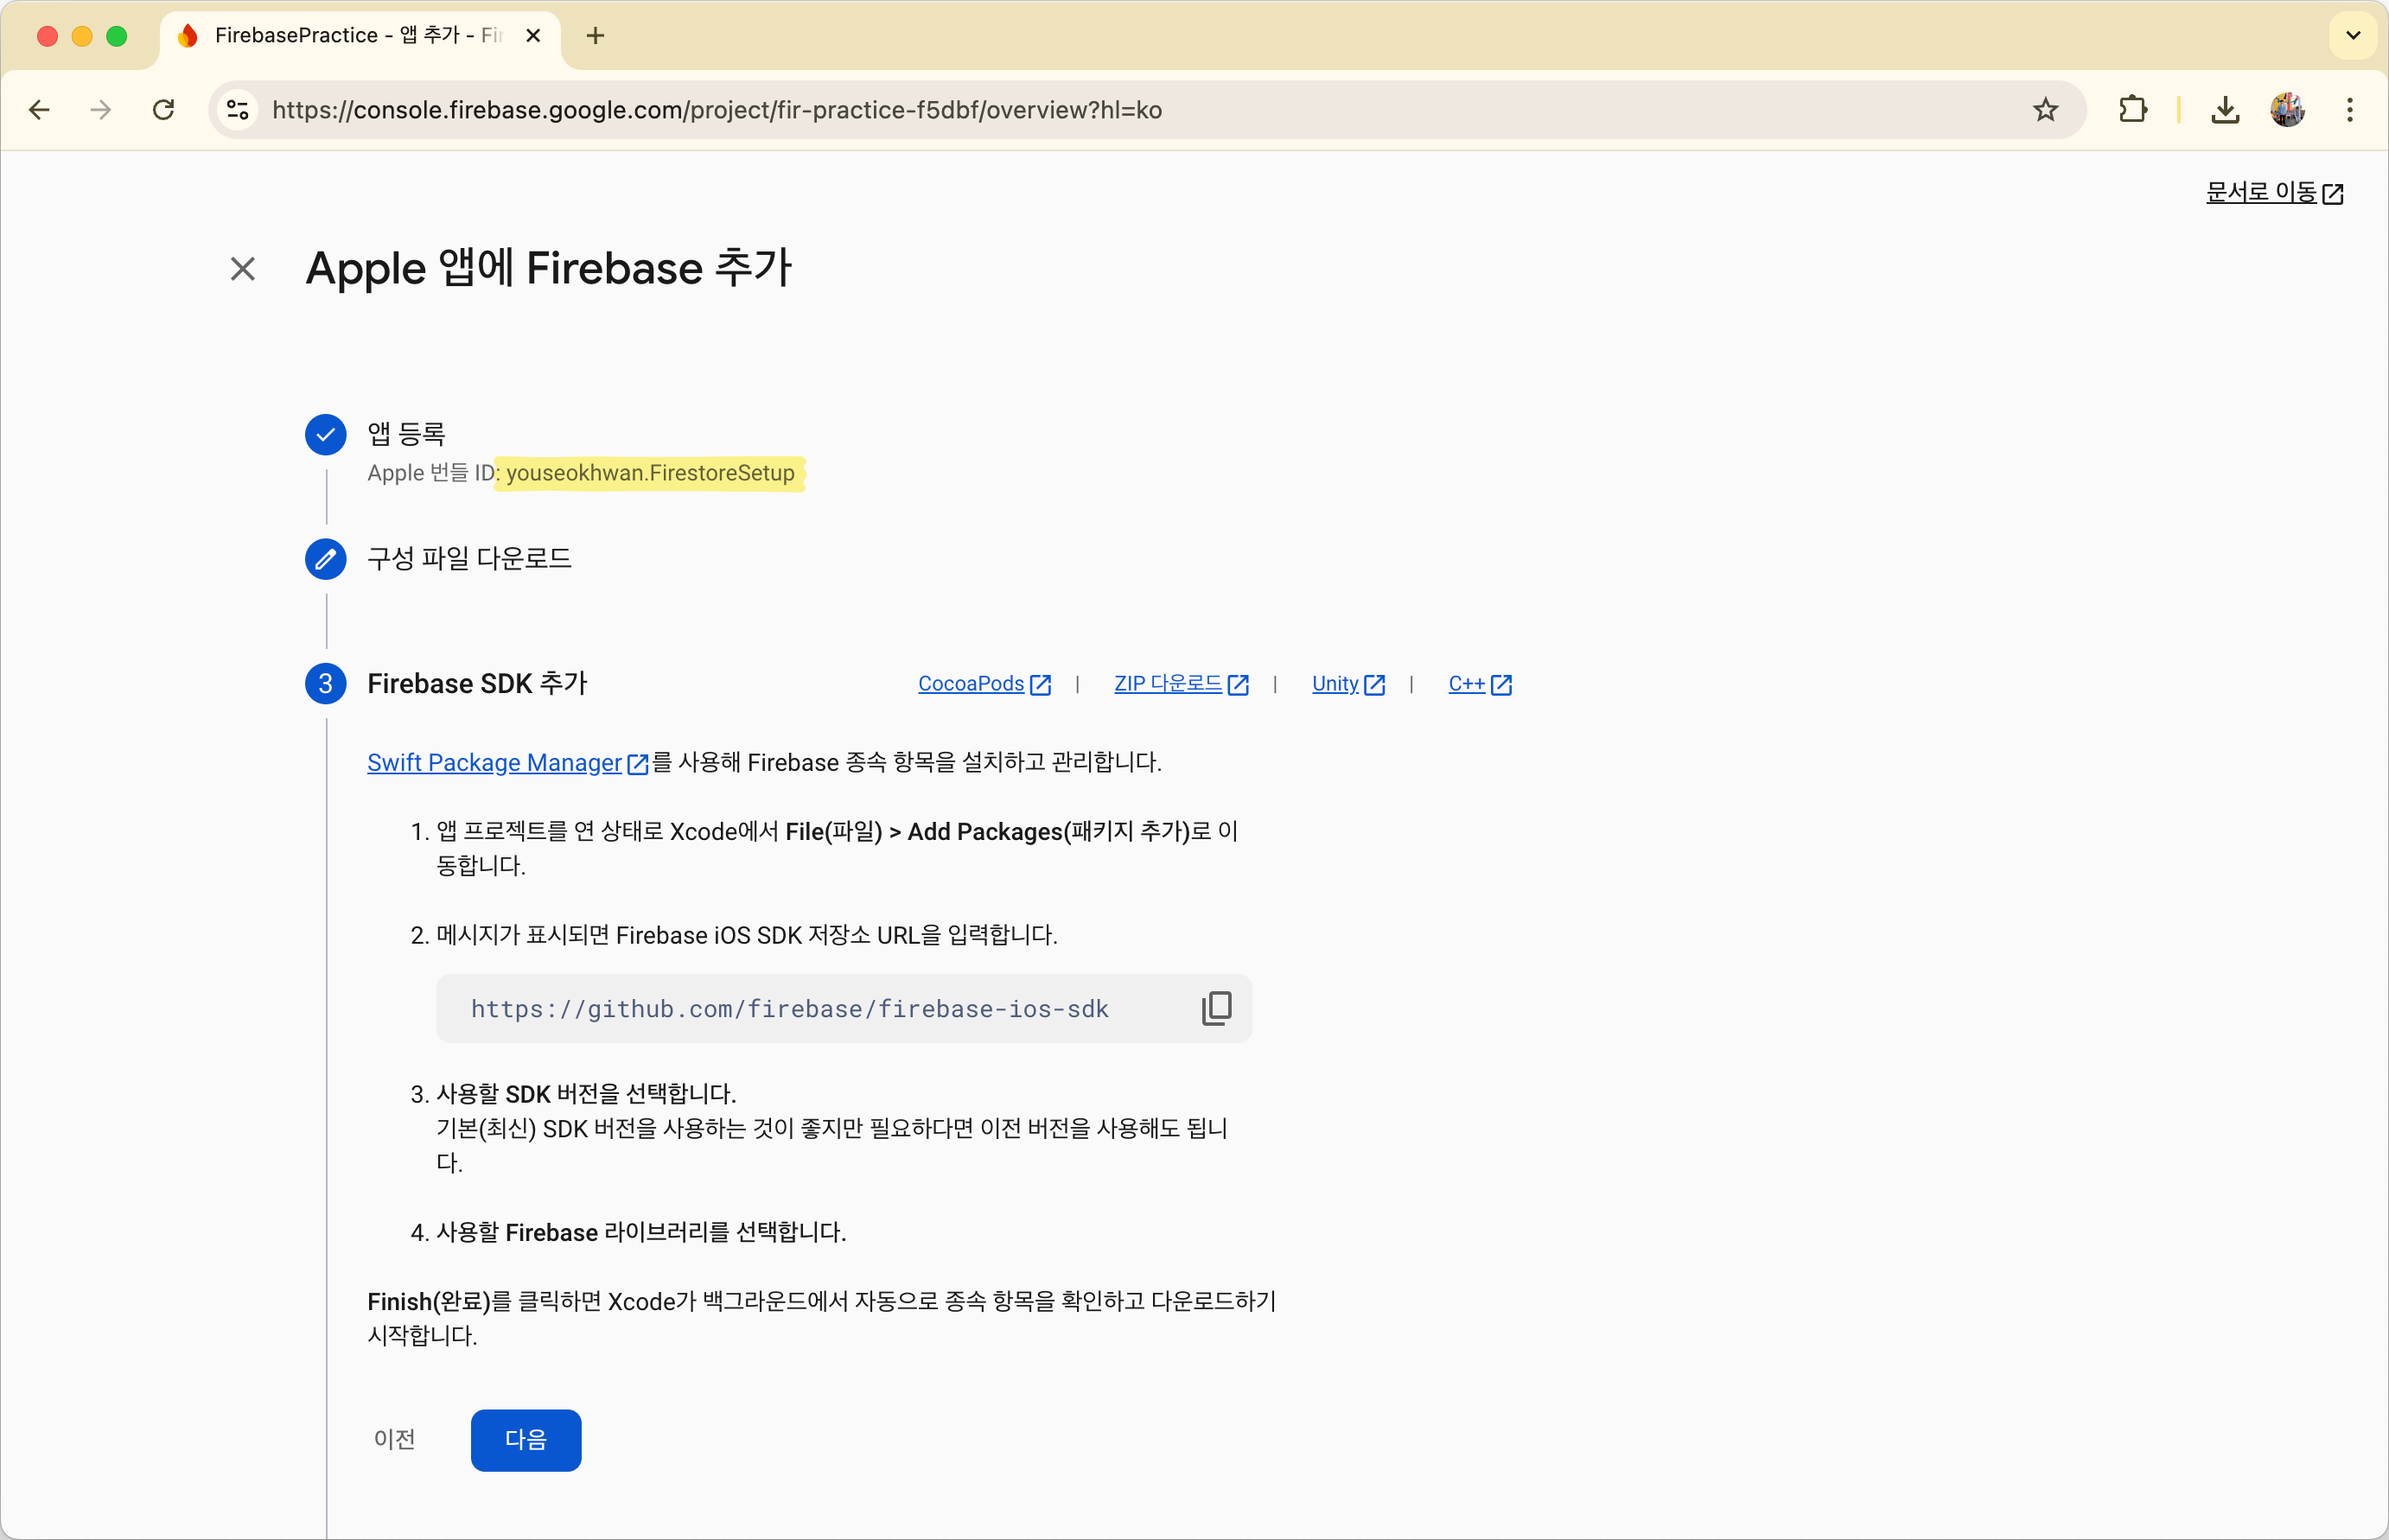 FirebasePractice - 앱 추가 - Fir
https://console.firebase.google.com/project/fir-practice-f5dbf/overview?hl=ko
문서로 이동
Apple 앱에 Firebase 추가
앱 등록
Apple 번들 ID: youseokhwan.FirestoreSetup
구성 파일 다운로드
3 Firebase SDK 추가 CocoaPods | ZIP 다운로드 | Unity | C++
Swift Package Manager를 사용해 Firebase 종속 항목을 설치하고 관리합니다.
1. 앱 프로젝트를 연 상태로 Xcode에서 File(파일) > Add Packages(패키지 추가)로 이
동합니다.
2. 메시지가 표시되면 Firebase iOS SDK 저장소 URL을 입력합니다.
https://github.com/firebase/firebase-ios-sdk
3. 사용할 SDK 버전을 선택합니다.
기본(최신) SDK 버전을 사용하는 것이 좋지만 필요하다면 이전 버전을 사용해도 됩니
다.
4. 사용할 Firebase 라이브러리를 선택합니다.
Finish(완료)를 클릭하면 Xcode가 백그라운드에서 자동으로 종속 항목을 확인하고 다운로드하기
시작합니다.
이전 다음